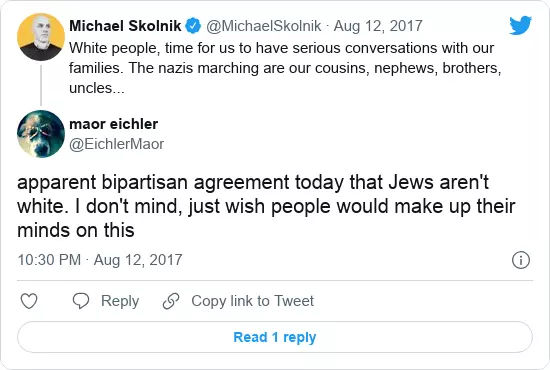 Michael Skolnik @MichaelSkolnik · Aug 12, 2017
White people, time for us to have serious conversations with our
families. The nazis marching are our cousins, nephews, brothers,
uncles...
maor eichler
@EichlerMaor
apparent bipartisan agreement today that Jews aren't
white. I don't mind, just wish people would make up their
minds on this
10:30 PM · Aug 12, 2017
Reply Copy link to Tweet
Read 1 reply